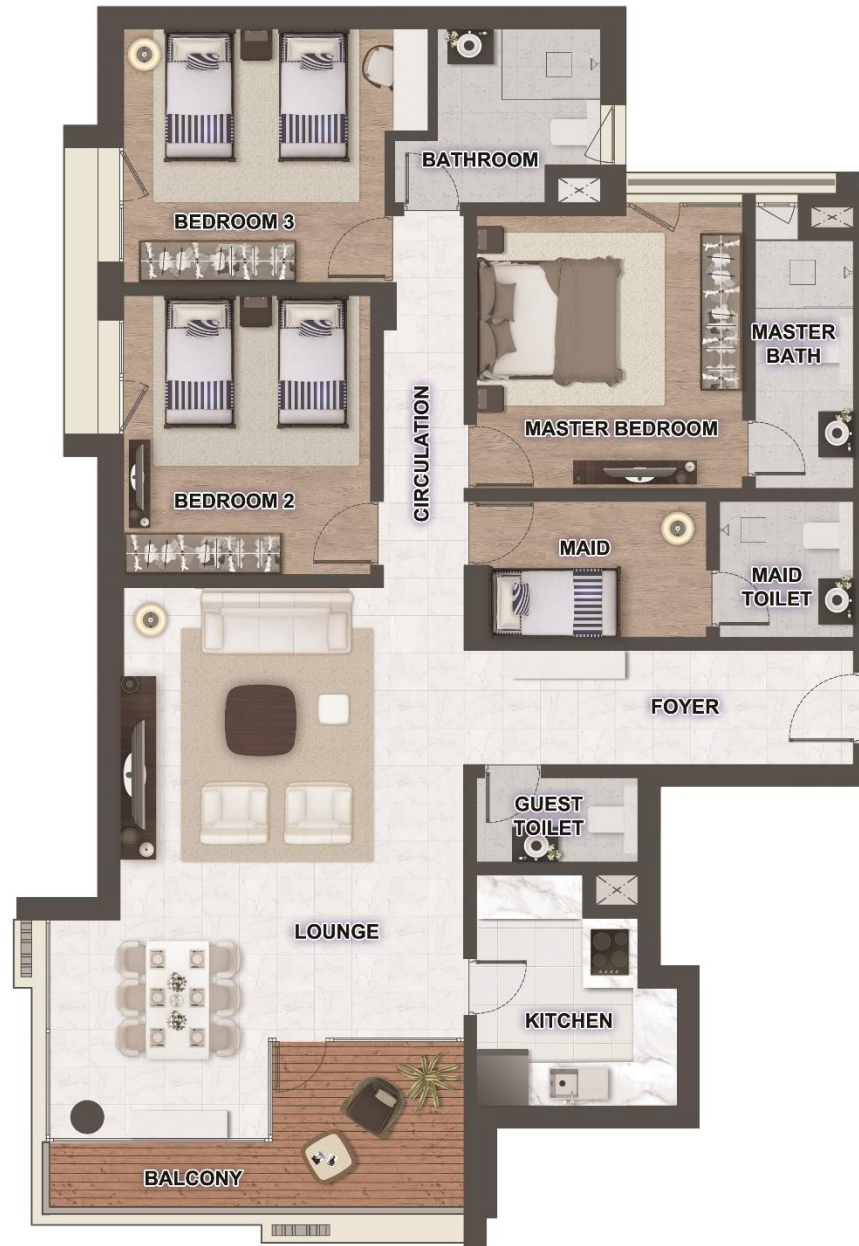 BATHROOM
BEDROOM 3
MASTER
BATH
MASTER BEDROOM
CIRCULATION
BEDROOM 2
MAID
MAID
TOILET
FOYER
GUEST
TOILET
LOUNGE
KITCHEN
BALCONY